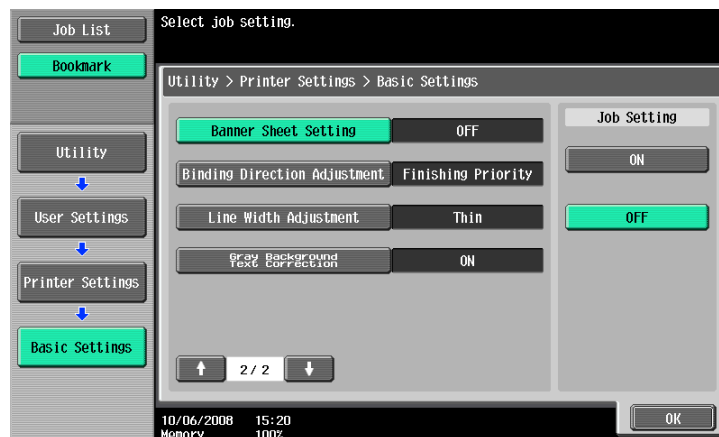 Job List
Bookmark
Utility
User Settings
Printer Settings
Basic Settings
Select job setting.
Utility > Printer Settings > Basic Settings
Banner Sheet Setting OFF
Binding Direction Adjustment Finishing Priority
Line Width Adjustment Thin
Gray Background
Text Correction ON
2/ 2
Job Setting
ON
OFF
10/06/2008 15:20
Memory 100%
OK